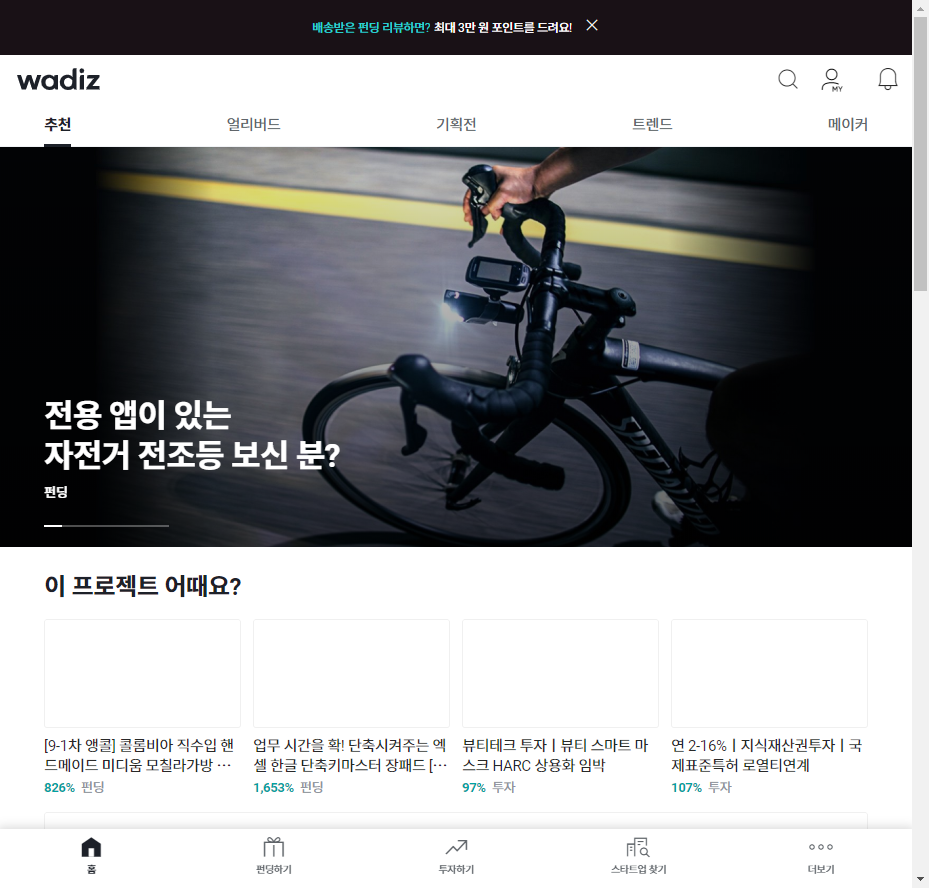 배송받은 펀딩 리뷰하면? 최대 3만 원 포인트를 드려요!
wadiz
MY
추천 얼리버드 기획전 트렌드 메이커
전용 앱이 있는
자전거 전조등 보신 분?
펀딩
이 프로젝트 어때요?
[9-1차 앵콜] 콜롬비아 직수입 핸
드메이드 미디움 모칠라가방 …
826% 펀딩
업무 시간을 확! 단축시켜주는 엑
셀 한글 단축키마스터 장패드 […
1,653% 펀딩
뷰티테크 투자ㅣ뷰티 스마트 마
스크 HARC 상용화 임박
97% 투자
연 2-16%ㅣ지식재산권투자ㅣ국
제표준특허 로열티연계
107% 투자
홈 펀딩하기 투자하기 스타트업 찾기 더보기